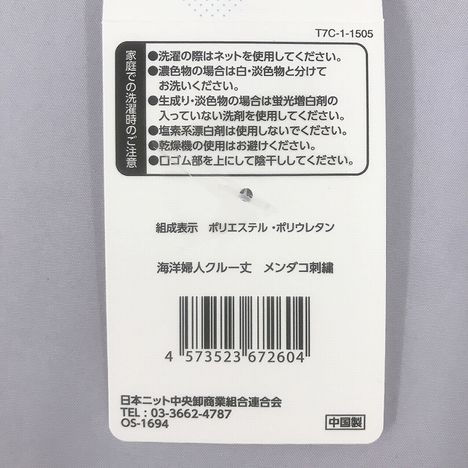 T7C-1-1505
家庭での洗濯時のご注意
●洗濯の際はネットを使用してください。
●濃色物の場合は白・淡色物と分けて
お洗いください。
●生成り・淡色物の場合は蛍光増白剤の
入っていない洗剤を使用してください。
●塩素系漂白剤は使用しないでください。
●乾燥機の使用はお避けください。
●口ゴム部を上にして陰干ししてください。
組成表示 ポリエステル・ポリウレタン
海洋婦人クルー丈 メンダコ刺繍
4 573523 672604
日本ニット中央卸商業組合連合会
TEL : 03-3662-4787
OS-1694
中国製